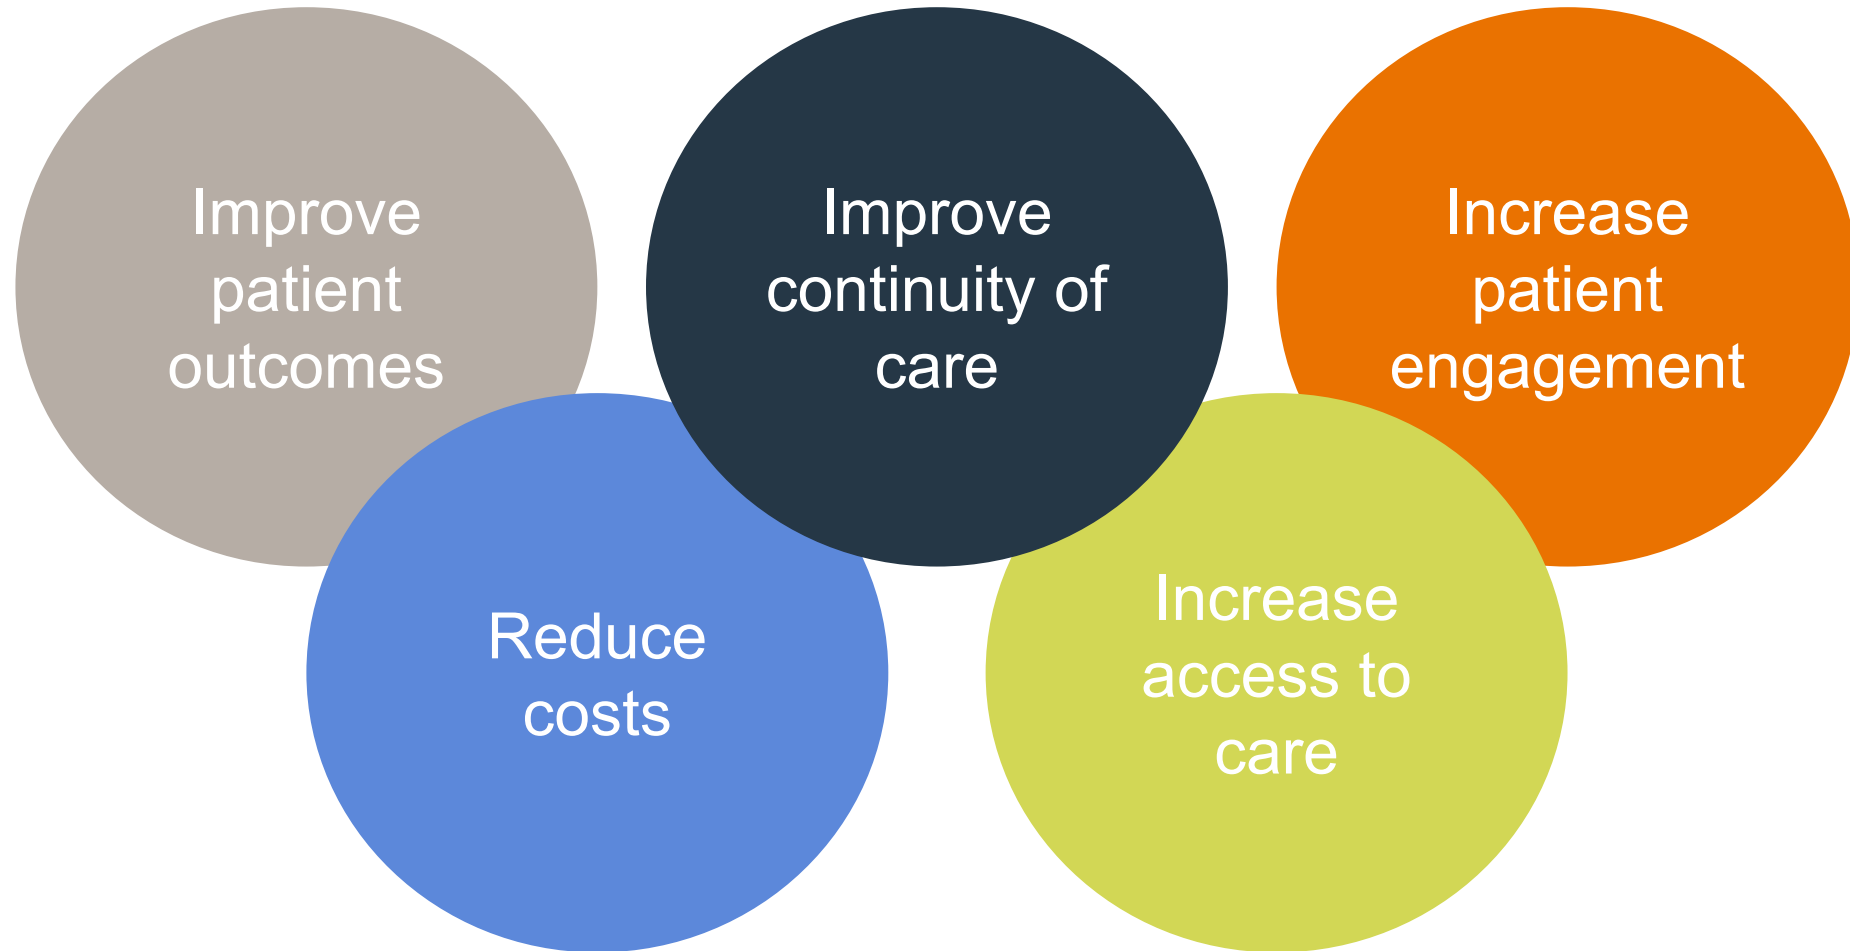 Improve
patient
outcomes
Improve
continuity of
care
Increase
patient
engagement
Reduce
costs
Increase
access to
care